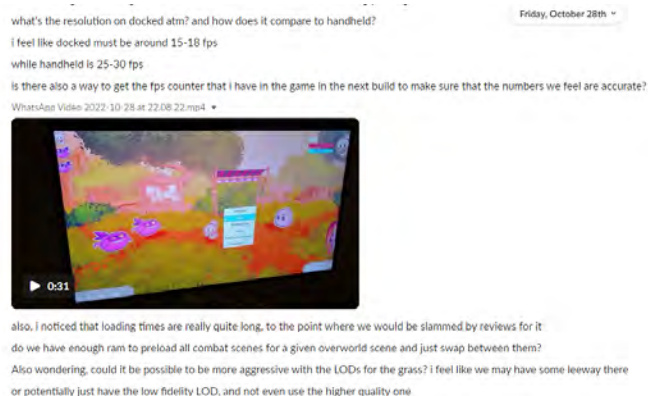 what's the resolution on docked atm? and how does it compare to handheld?
Friday, October 28th
i feel like docked must be around 15-18 fps
while handheld is 25-30 fps
is there also a way to get the fps counter that i have in the game in the next build to make sure that the numbers we feel are accurate?
WhatsApp Video 2022-10-28 at 22.08.22.mp4
0:31
also, i noticed that loading times are really quite long, to the point where we would be slammed by reviews for it
do we have enough ram to preload all combat scenes for a given overworld scene and just swap between them?
Also wondering, could it be possible to be more aggressive with the LODs for the grass? i feel like we may have some leeway there
or potentially just have the low fidelity LOD, and not even use the higher quality one